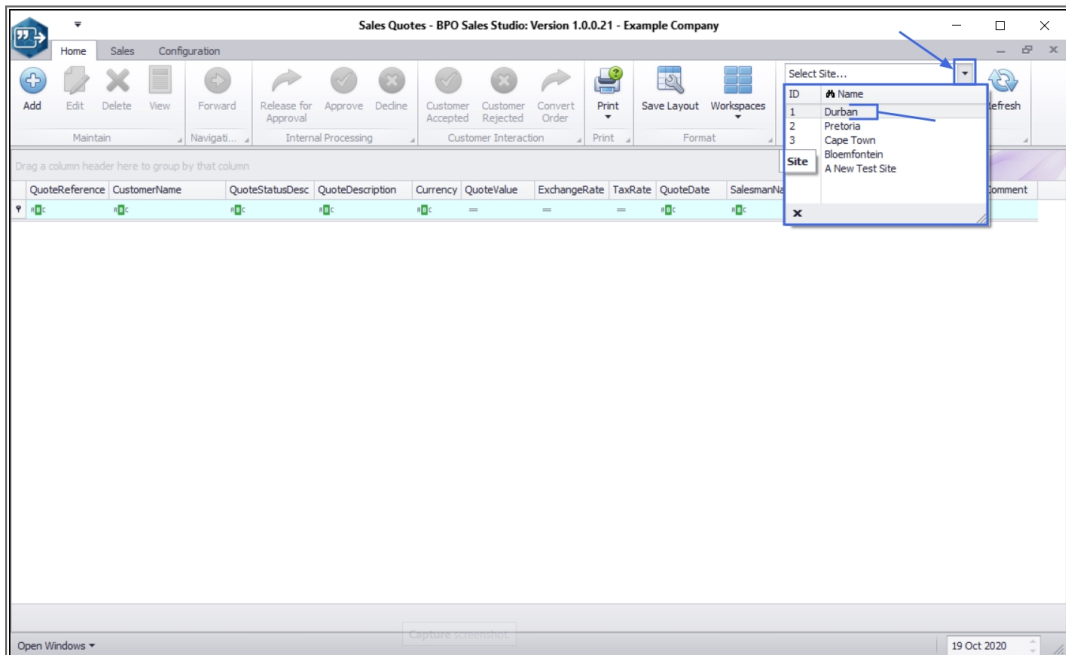 Sales Quotes - BPO Sales Studio: Version 1.0.0.21 - Example Company
Home Sales Configuration
Select Site...
Add Edit Delete View Forward Release for Approval Approve Decline Customer Accepted Customer Rejected Convert Order Print Save Layout Workspaces efresh
Maintain Navigati... Internal Processing Customer Interaction Print Format
ID Name
1 Durban
2 Pretoria
3 Cape Town
Bloemfontein
A New Test Site
Site
Drag a column header here to group by that column
QuoteReference CustomerName QuoteStatusDesc QuoteDescription Currency QuoteValue ExchangeRate TaxRate QuoteDate SalesmanNa omment
Capture screenshot.
Open Windows 19 Oct 2020